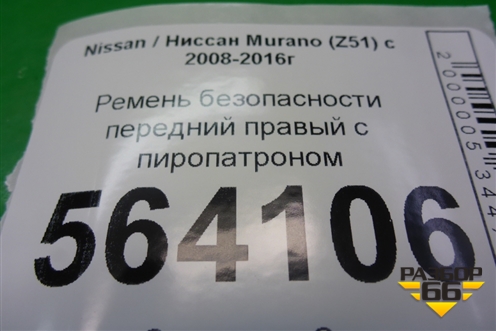 Nissan / Ниссан Murano (Z51) с
2008-2016г
Ремень безопасности
передний правый с
пиропатроном
564106
РАЗБОР
66